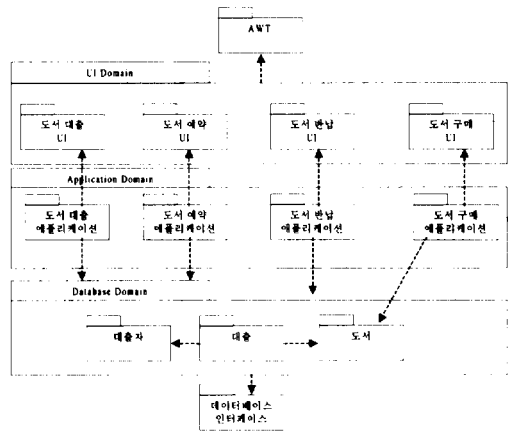 AWT
UI Domain
도서 대출
UI
도서 예약
UI
도서 반납
UI
도서 구매
UI
Application Domain
도서 대출
애플리케이션
도서 예약
애플리케이션
도서 반납
애플리케이션
도서 구매
애플리케이션
Database Domain
대출자
대출
도서
데이터베이스
인터페이스